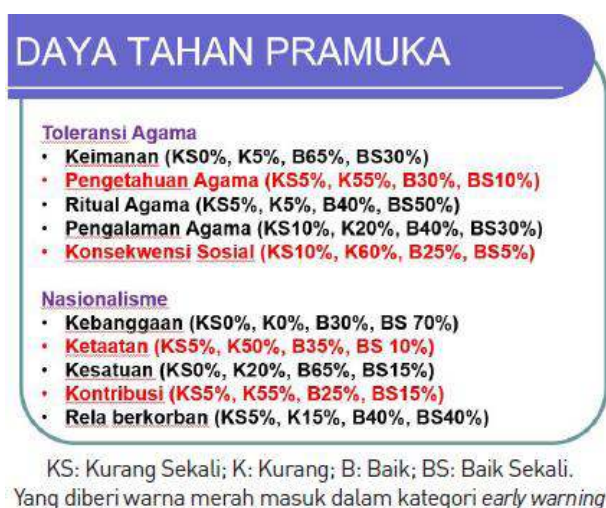 DAYA TAHAN PRAMUKA
Toleransi Agama
• Keimanan (KS0%, K5%, B65%, BS30%)
• Pengetahuan Agama (KS5%, K55%, B30%, BS10%)
• Ritual Agama (KS5%, K5%, B40%, BS50%)
• Pengalaman Agama (KS10%, K20%, B40%, BS30%)
• Konsekwensi Sosial (KS10%, K60%, B25%, BS5%)
Nasionalisme
• Kebanggaan (KS0%, K0%, B30%, BS 70%)
• Ketaatan (KS5%, K50%, B35%, BS 10%)
• Kesatuan (KS0%, K20%, B65%, BS15%)
• Kontribusi (KS5%, K55%, B25%, BS15%)
• Rela berkorban (KS5%, K15%, B40%, BS40%)
KS: Kurang Sekali; K: Kurang; B: Baik; BS: Baik Sekali.
Yang diberi warna merah masuk dalam kategori early warning